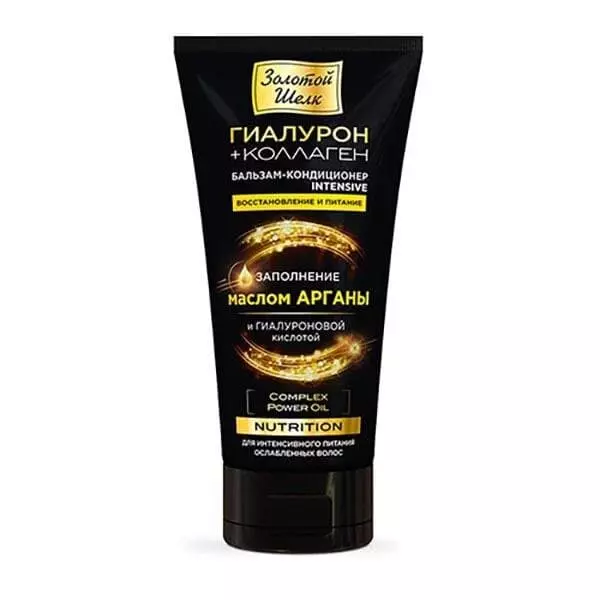 Золотой
Шелк
ГИАЛУРОН
+КОЛЛАГЕН
БАЛЬЗАМ-КОНДИЦИОНЕР
INTENSIVE
ВОССТАНОВЛЕНИЕ И ПИТАНИЕ
ЗАПОЛНЕНИЕ
маслом АРГАНЫ
и ГИАЛУРОНОВОЙ
кислотой
COMPLEX
POWER OIL
NUTRITION
ДЛЯ ИНТЕНСИВНОГО ПИТАНИЯ
ОСЛАБЛЕННЫХ ВОЛОС